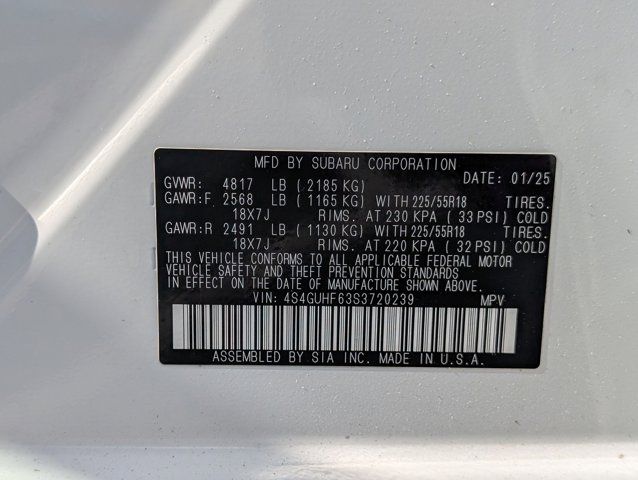 MFD BY SUBARU CORPORATION
DATE: 01/25
GVWR: 4817 LB ( 2185 KG)
GAWR:F 2568 LB ( 1165 KG) WITH 225/55R18 TIRES.
18X7J RIMS. AT 230 KPA ( 33 PSI) COLD
GAWR:R 2491 LB ( 1130 KG) WITH 225/55R18 TIRES.
18X7J RIMS. AT 220 KPA ( 32 PSI) COLD
THIS VEHICLE CONFORMS TO ALL APPLICABLE FEDERAL MOTOR
VEHICLE SAFETY AND THEFT PREVENTION STANDARDS
IN EFFECT ON THE DATE OF MANUFACTURE SHOWN ABOVE.
VIN: 4S4GUHF63S3720239 MPV
ASSEMBLED BY SIA INC. MADE IN U.S.A.